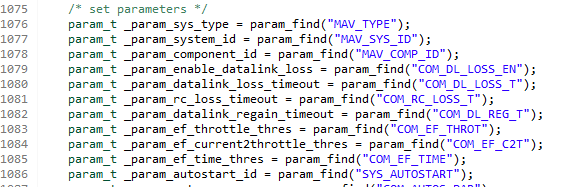 1075 /* set parameters */
1076 param_t _param_sys_type = param_find("MAV_TYPE");
1077 param_t _param_system_id = param_find("MAV_SYS_ID");
1078 param_t _param_component_id = param_find("MAV_COMP_ID");
1079 param_t _param_enable_datalink_loss = param_find("COM_DL_LOSS_EN");
1080 param_t _param_datalink_loss_timeout = param_find("COM_DL_LOSS_T");
1081 param_t _param_rc_loss_timeout = param_find("COM_RC_LOSS_T");
1082 param_t _param_datalink_regain_timeout = param_find("COM_DL_REG_T");
1083 param_t _param_ef_throttle_thres = param_find("COM_EF_THROT");
1084 param_t _param_ef_current2throttle_thres = param_find("COM_EF_C2T");
1085 param_t _param_ef_time_thres = param_find("COM_EF_TIME");
1086 param_t _param_autostart_id = param_find("SYS_AUTOSTART");